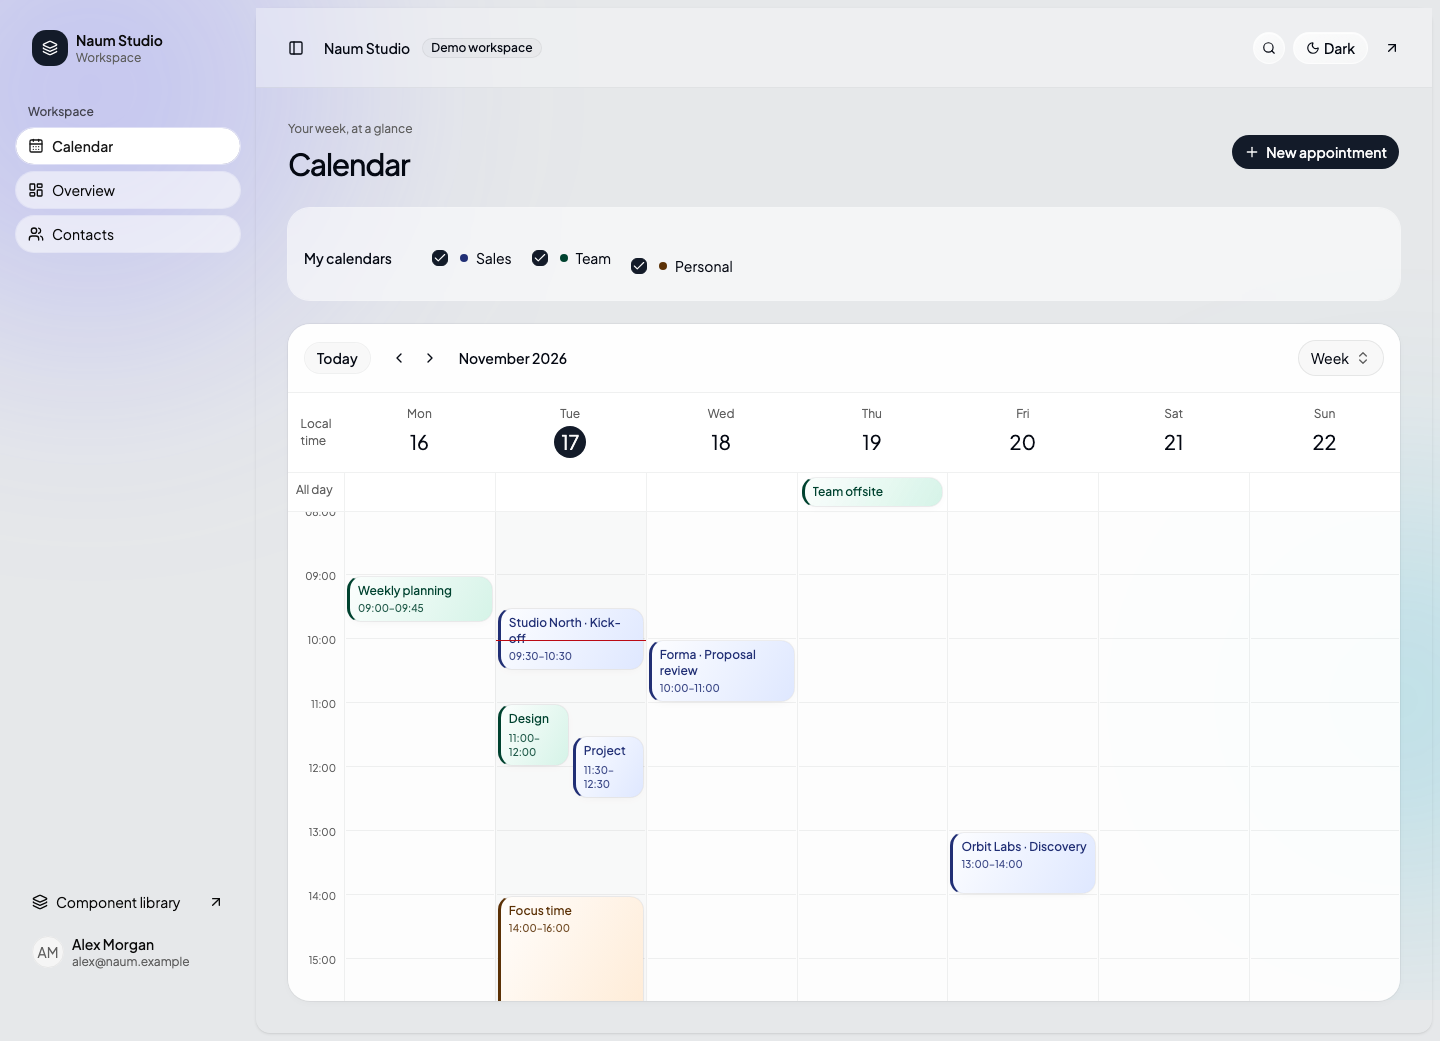 Naum Studio
Workspace
Workspace
Calendar
Overview
Contacts
Component library
AM
Alex Morgan
alex@naum.example
Naum Studio
Demo workspace
Dark
Your week, at a glance
Calendar
New appointment
My calendars
Sales
Team
Personal
Today
November 2026
Week
Local
time
Mon
16
Tue
17
Wed
18
Thu
19
Fri
20
Sat
21
Sun
22
All day
Team offsite
08:00
09:00
10:00
11:00
12:00
13:00
14:00
15:00
Weekly planning
09:00–09:45
Studio North · Kick-
off
09:30–10:30
Design
11:00–
12:00
Project
11:30–
12:30
Focus time
14:00–16:00
Forma · Proposal
review
10:00–11:00
Orbit Labs · Discovery
13:00–14:00